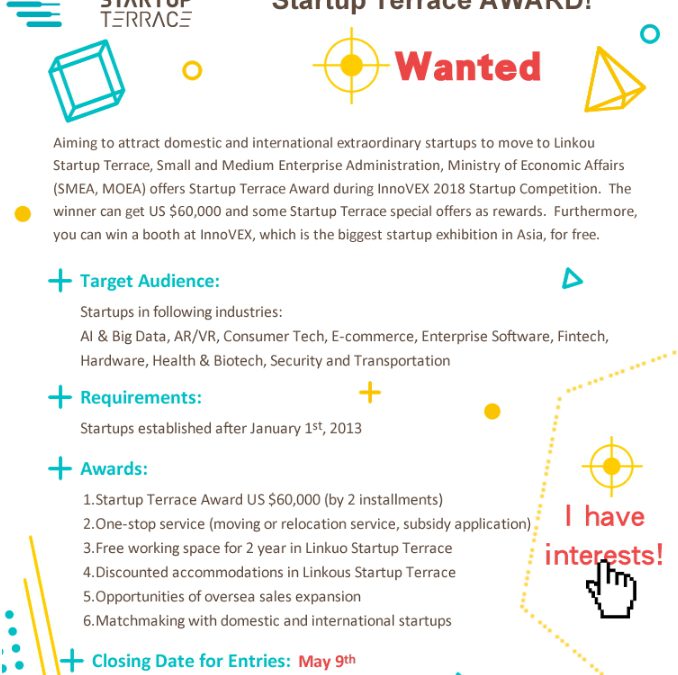 STARTUP
TERRACE
Startup Terrace AWARD!
Wanted
Aiming to attract domestic and international extraordinary startups to move to Linkou
Startup Terrace, Small and Medium Enterprise Administration, Ministry of Economic Affairs
(SMEA, MOEA) offers Startup Terrace Award during InnoVEX 2018 Startup Competition.  The
winner can get US $60,000 and some Startup Terrace special offers as rewards.  Furthermore,
you can win a booth at InnoVEX, which is the biggest startup exhibition in Asia, for free.
Target Audience:
Startups in following industries:
AI & Big Data, AR/VR, Consumer Tech, E-commerce, Enterprise Software, Fintech,
Hardware, Health & Biotech, Security and Transportation
Requirements:
Startups established after January 1st, 2013
Awards:
1.Startup Terrace Award US $60,000 (by 2 installments)
2.One-stop service (moving or relocation service, subsidy application)
3.Free working space for 2 year in Linkuo Startup Terrace
4.Discounted accommodations in Linkous Startup Terrace
5.Opportunities of oversea sales expansion
6.Matchmaking with domestic and international startups
I have
interests!
Closing Date for Entries: May 9th